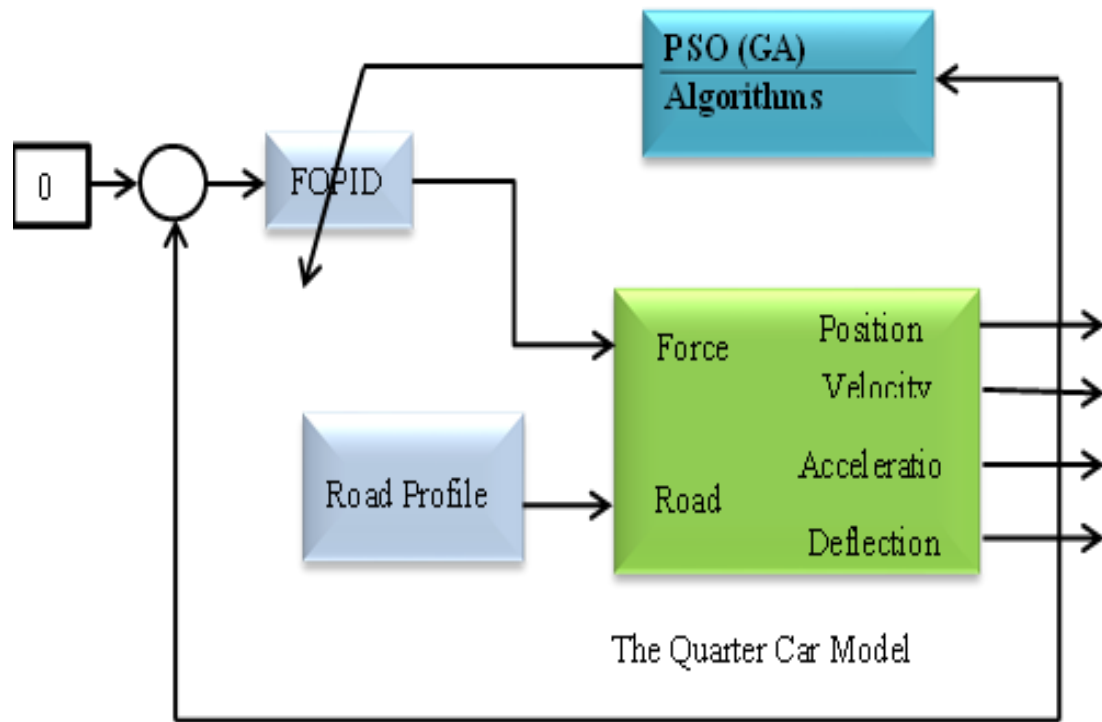 PSO (GA)
Algorithms
0
FOPID
Force
Position
Velocity
Road Profile
Road
Acceleratio
Deflection
The Quarter Car Model